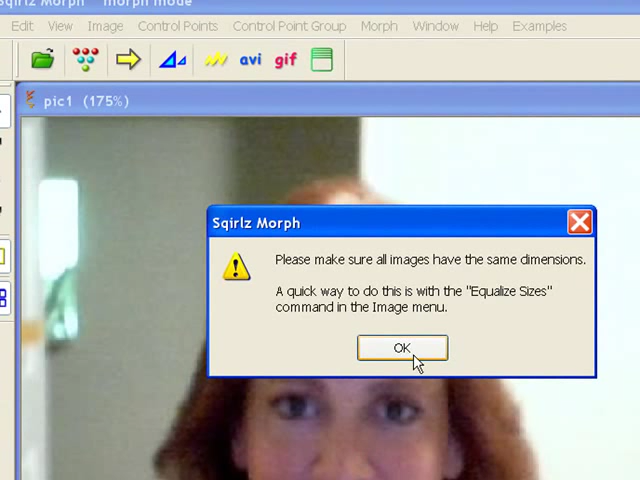 Sqirlz Morph morph mode
Edit View Image Control Points Control Point Group Morph Window Help Examples
avi gif
pic1 (175%)
Sqirlz Morph
Please make sure all images have the same dimensions.
A quick way to do this is with the "Equalize Sizes"
command in the Image menu.
OK